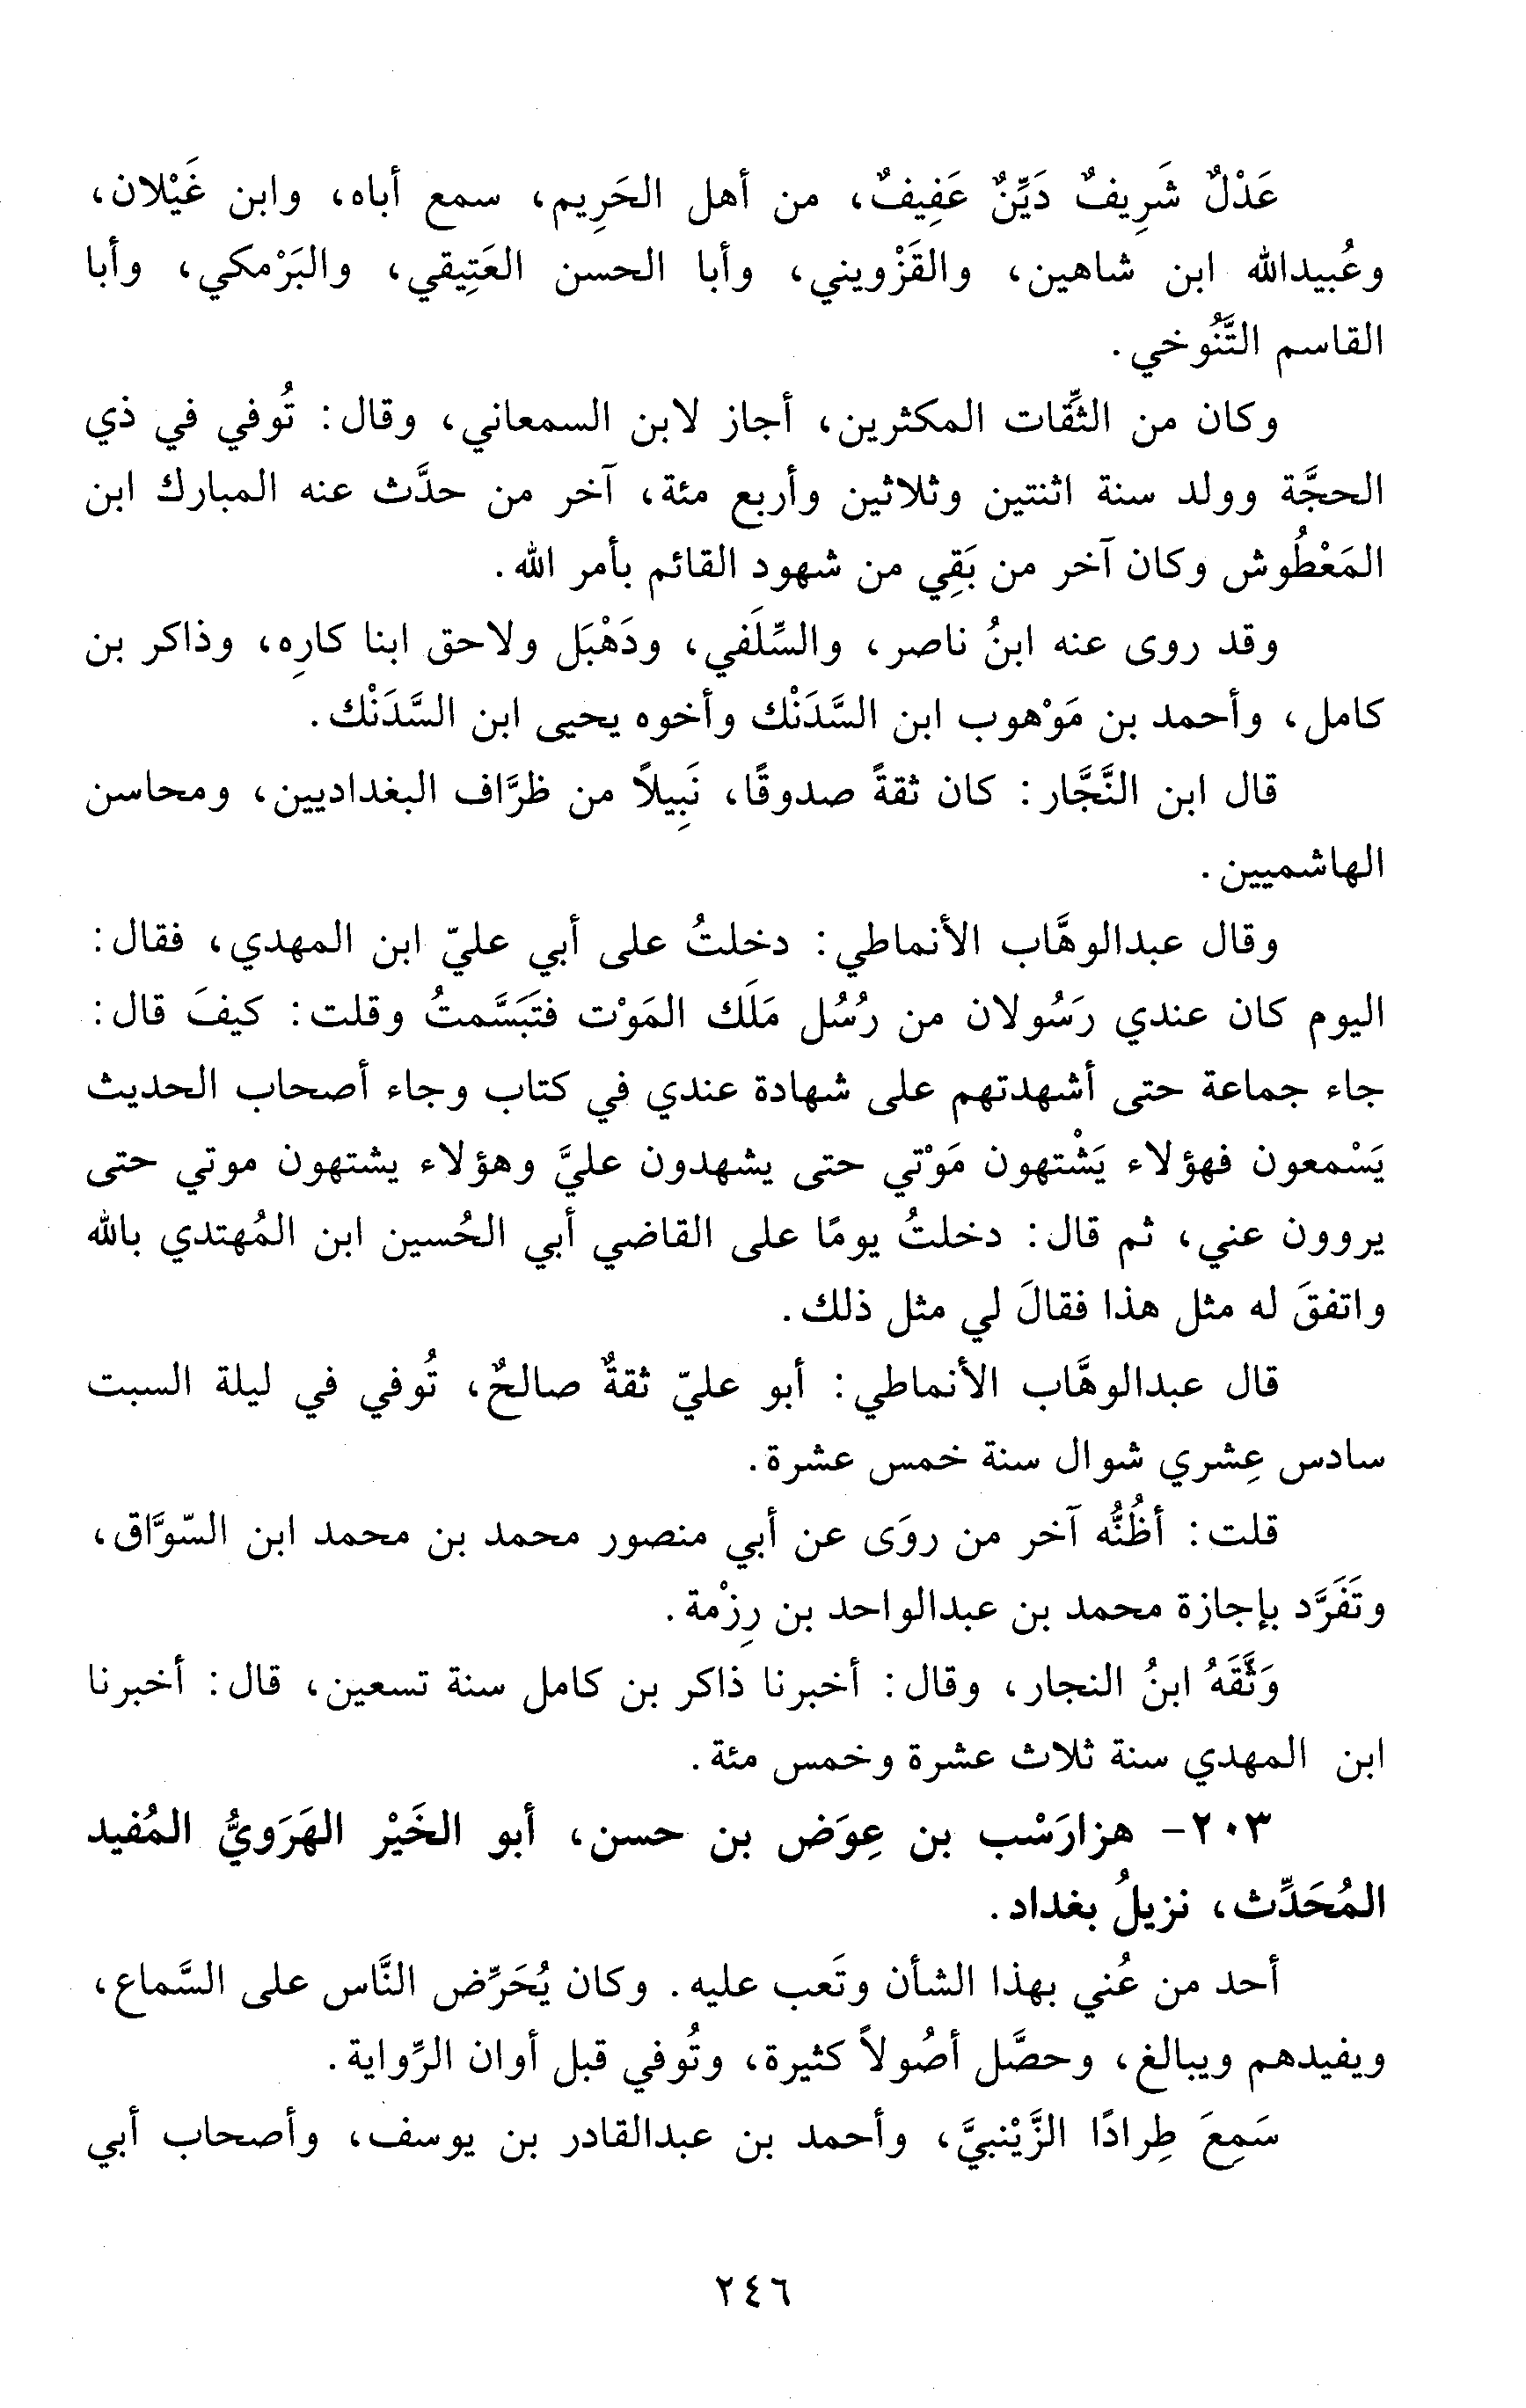 عَدْلٌ شَرِيفٌ دَيِّنٌ عَفِيفٌ، من أهل الحَرِيم، سمع أباه، وابن غَيْلان،
وعُبيدالله ابن شاهين، والقَزْويني، وأبا الحسن العَتِيقي، والبَرْمكي، وأبا
القاسم التَّنُوخي.
وكان من الثِّقات المكثرين، أجاز لابن السمعاني، وقال: تُوفي في ذي
الحجَّة وولد سنة اثنتين وثلاثين وأربع مئة، آخر من حدَّث عنه المبارك ابن
المَعْطُوش وكان آخر من بَقِي من شهود القائم بأمر الله.
وقد روى عنه ابنُ ناصر، والسِّلَفي، ودَهْبَل ولاحق ابنا كارِه، وذاكر بن
كامل، وأحمد بن مَوْهوب ابن السَّدَنْك وأخوه يحيى ابن السَّدَنْك.
قال ابن النَّجَّار: كان ثقةً صدوقًا، نَبِيلاً من ظرَّاف البغداديين، ومحاسن
الهاشميين.
وقال عبدالوهَّاب الأنماطي: دخلتُ على أبي عليّ ابن المهدي، فقال:
اليوم كان عندي رَسُولان من رُسُل مَلَك المَوْت فتَبَسَّمتُ وقلت: كيفَ قال:
جاء جماعة حتى أشهدتهم على شهادة عندي في كتاب وجاء أصحاب الحديث
يَسْمعون فهؤلاء يَشْتهون مَوْتي حتى يشهدون عليَّ وهؤلاء يشتهون موتي حتى
يروون عني، ثم قال: دخلتُ يومًا على القاضي أبي الحُسين ابن المُهتدي بالله
واتفقَ له مثل هذا فقالَ لي مثل ذلك.
قال عبدالوهَّاب الأنماطي: أبو عليّ ثقةٌ صالحٌ، تُوفي في ليلة السبت
سادس عِشري شوال سنة خمس عشرة.
قلت: أظُنُّه آخر من روَى عن أبي منصور محمد بن محمد ابن السّوَّاق،
وتَفَرَّد بإجازة محمد بن عبدالواحد بن رِزْمة.
وَثَّقَهُ ابنُ النجار، وقال: أخبرنا ذاكر بن كامل سنة تسعين، قال: أخبرنا
ابن المهدي سنة ثلاث عشرة وخمس مئة.
٢٠٣- هزارَسْب بن عِوَض بن حسن، أبو الخَيْر الهَرَويُّ المُفيد
المُحَدِّث، نزيلُ بغداد.
أحد من عُني بهذا الشأن وتَعب عليه. وكان يُحَرِّض النَّاس على السَّماع،
ويفيدهم ويبالغ، وحصَّل أصُولاً كثيرة، وتُوفي قبل أوان الرِّواية.
سَمِعَ طِرادًا الزَّيْنبيَّ، وأحمد بن عبدالقادر بن يوسف، وأصحاب أبي
٢٤٦